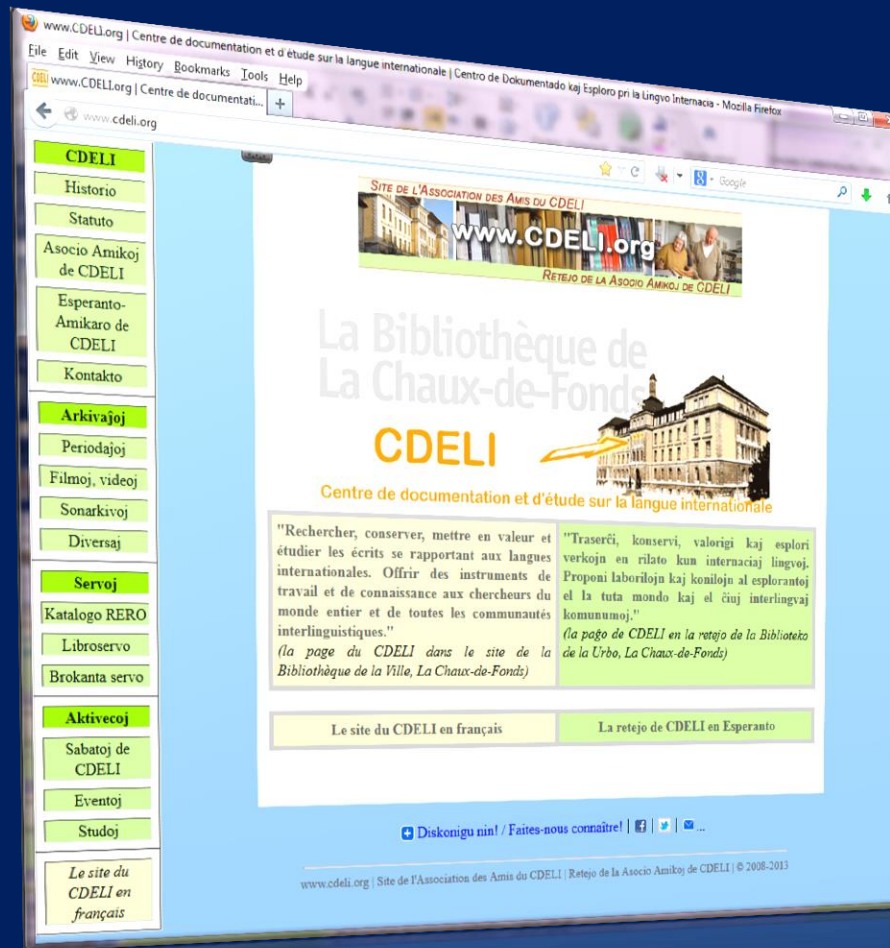 www.CDELI.org | Centre de documentation et d'étude sur la langue internationale | Centro de Dokumentado kaj Esploro pri la Lingvo Internacia - Mozilla Firefox
File Edit View History Bookmarks Tools Help
www.CDELI.org | Centre de documentati...
www.cdeli.org
Google
CDELI
Historio
Statuto
Asocio Amikoj
de CDELI
Esperanto-
Amikaro de
CDELI
Kontakto
Arkivaĵoj
Periodaĵoj
Filmoj, videoj
Sonarkivoj
Diversaj
Servoj
Katalogo RERO
Libroservo
Brokanta servo
Aktivecoj
Sabatoj de
CDELI
Eventoj
Studoj
Le site du
CDELI en
français
SITE DE L'ASSOCIATION DES AMIS DU CDELI
www.CDELI.org
RETEJO DE LA ASOCIO AMIKOJ DE CDELI
La Bibliothèque de
La Chaux-de-Fonds
CDELI
Centre de documentation et d'étude sur la langue internationale
"Rechercher, conserver, mettre en valeur et
étudier les écrits se rapportant aux langues
internationales. Offrir des instruments de
travail et de connaissance aux chercheurs du
monde entier et de toutes les communautés
interlinguistiques."
(la page du CDELI dans le site de la
Bibliothèque de la Ville, La Chaux-de-Fonds)
"Traserĉi, konservi, valorigi kaj esplori
verkojn en rilato kun internaciaj lingvoj.
Proponi laborilojn kaj konilojn al esplorantoj
el la tuta mondo kaj el ĉiuj interlingvaj
komunumoj."
(la paĝo de CDELI en la retejo de la Biblioteko
de la Urbo, La Chaux-de-Fonds)
Le site du CDELI en français
La retejo de CDELI en Esperanto
Diskonigu nin! / Faites-nous connaître! | | | ...
www.cdeli.org | Site de l'Association des Amis du CDELI | Retejo de la Asocio Amikoj de CDELI | © 2008-2013